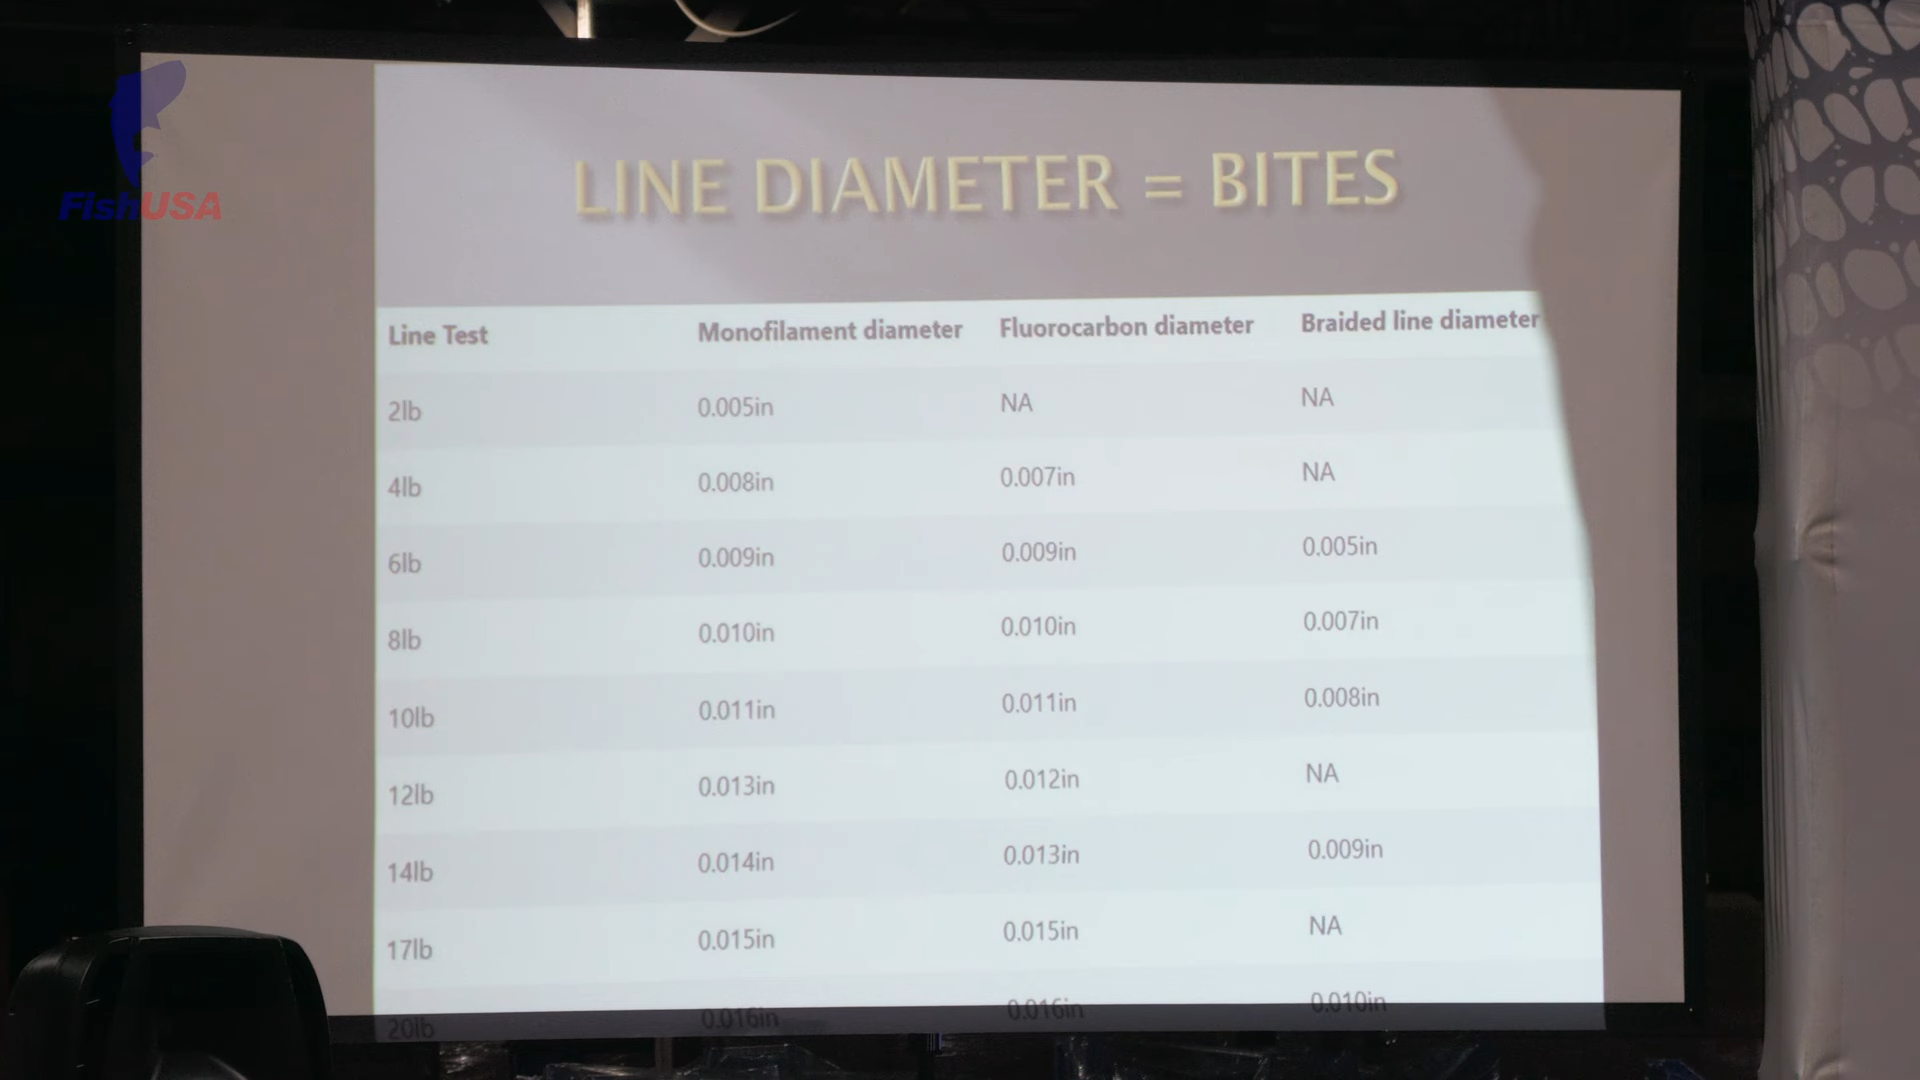 FishUSA
LINE DIAMETER = BITES
Line Test Monofilament diameter Fluorocarbon diameter Braided line diameter
2lb 0.005in NA NA
4lb 0.008in 0.007in NA
6lb 0.009in 0.009in 0.005in
8lb 0.010in 0.010in 0.007in
10lb 0.011in 0.011in 0.008in
12lb 0.013in 0.012in NA
14lb 0.014in 0.013in 0.009in
17lb 0.015in 0.015in NA
20lb 0.016in 0.016in 0.010in